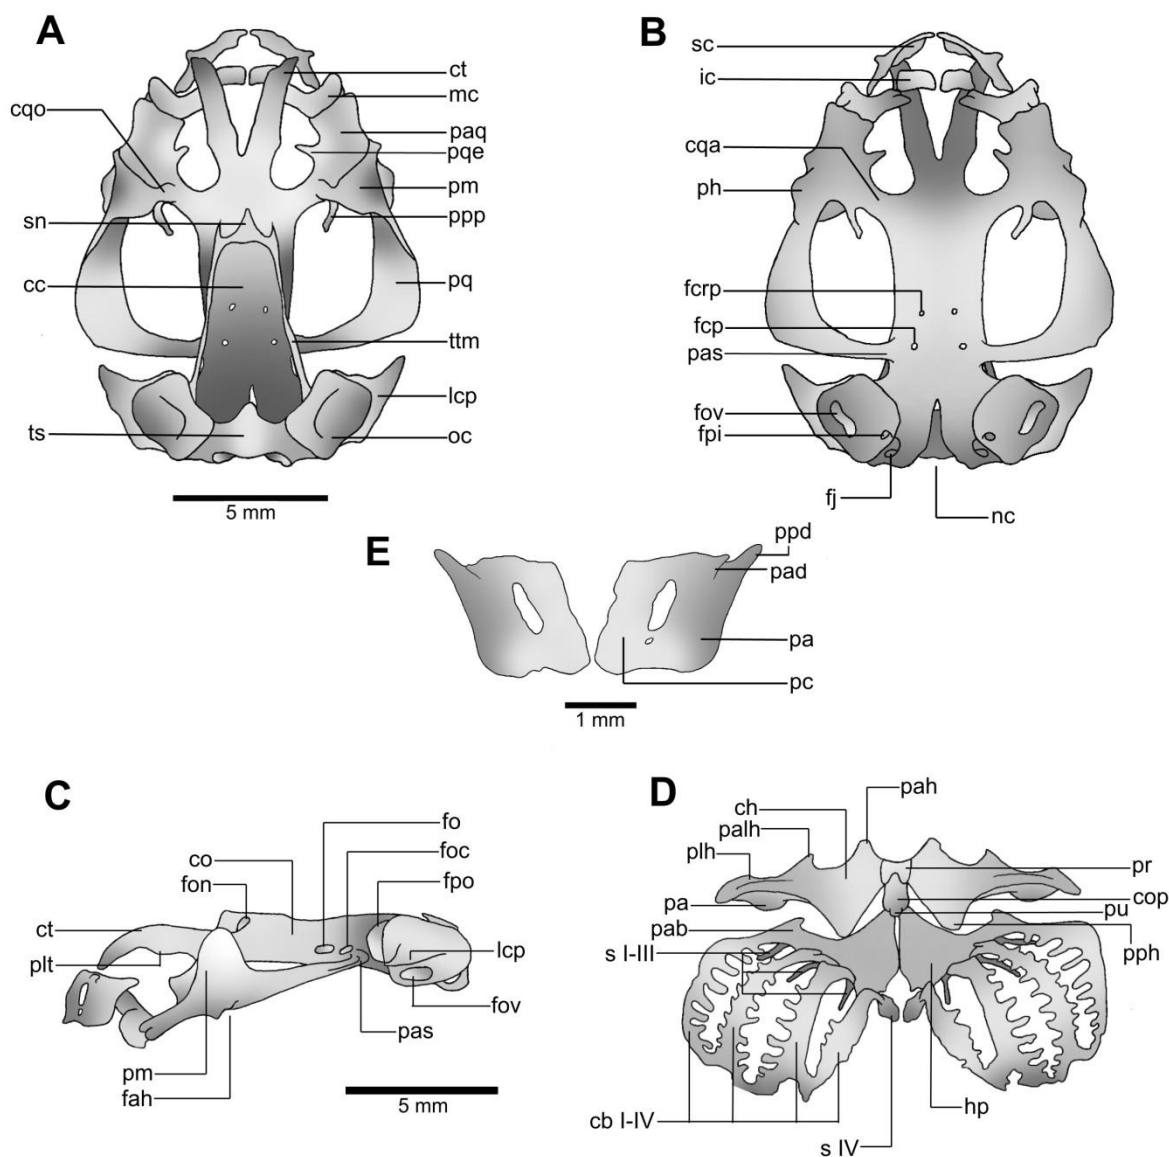 A
ct
mc
cqo
paq
pqe
pm
sn
ppp
cc
pq
ttm
lcp
ts
oc
5 mm
B
sc
ic
cqa
ph
fcrp
fcp
pas
fov
fpi
fj
nc
E
ppd
pad
pa
pc
1 mm
C
fo
co
foc
fon
fpo
ct
plt
lcp
fov
pas
pm
fah
5 mm
D
pah
ch
palh
plh
pr
pa
cop
pab
pu
s I-III
pph
cb I-IV
hp
s IV